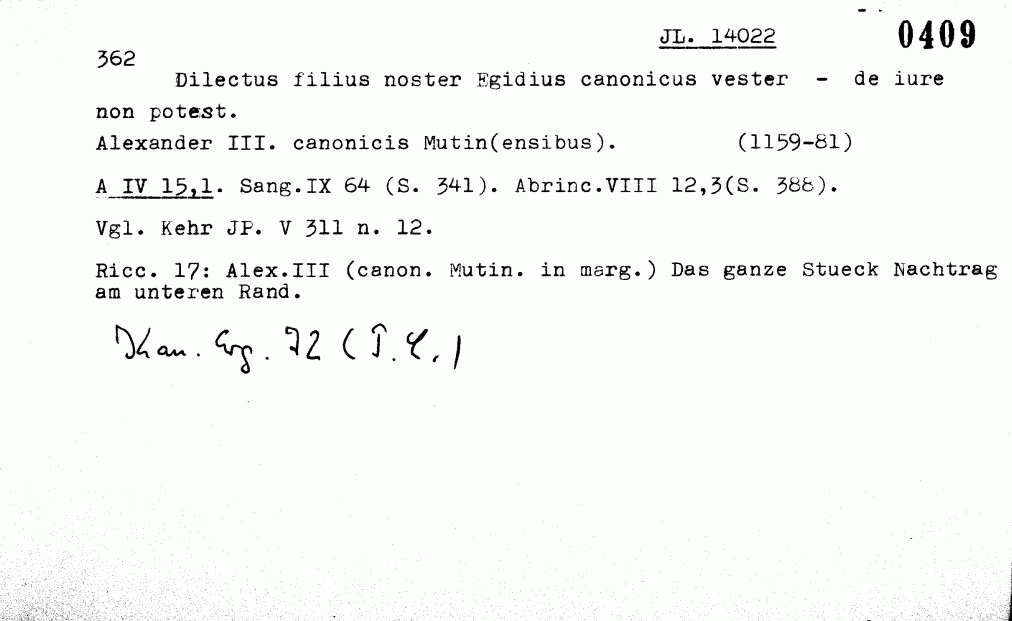 JL. 14022 0409
362
Dilectus filius noster Egidius canonicus vester - de iure
non potest.
Alexander III. canonicis Mutin(ensibus). (1159-81)
A IV 15,1. Sang.IX 64 (S. 341). Abrinc.VIII 12,3(S. 388).
Vgl. Kehr JP. V 311 n. 12.
Ricc. 17: Alex.III (canon. Mutin. in marg.) Das ganze Stueck Nachtrag
am unteren Rand.
Kan. Erg. 72 (T. C.)